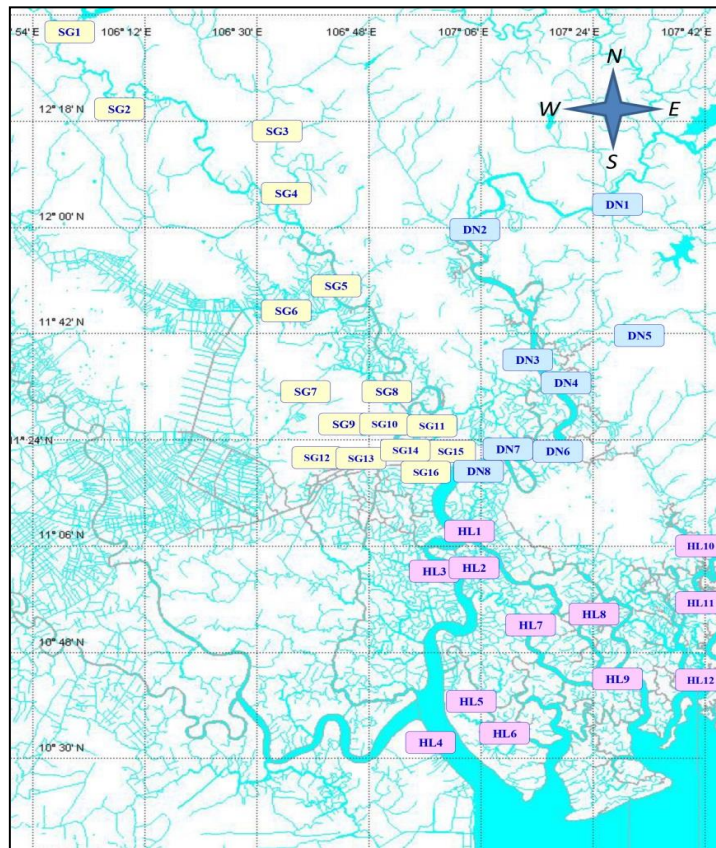 :54' E 106°12' E 106°30' E 106°48' E 107°06' E 107°24' E 107°42' E
SG1
N
SG2
12°18' N
W E
SG3
S
SG4
DN1
12°00' N
DN2
SG5
SG6
11°42' N
DN5
DN3
DN4
SG7 SG8
SG9 SG10 SG11
11°24' N
SG12 SG13 SG14 SG15 DN7 DN6
SG16 DN8
HL1
11°06' N
HL10
HL3 HL2
HL11
HL7 HL8
10°48' N
HL9 HL12
HL5
HL4 HL6
10°30' N